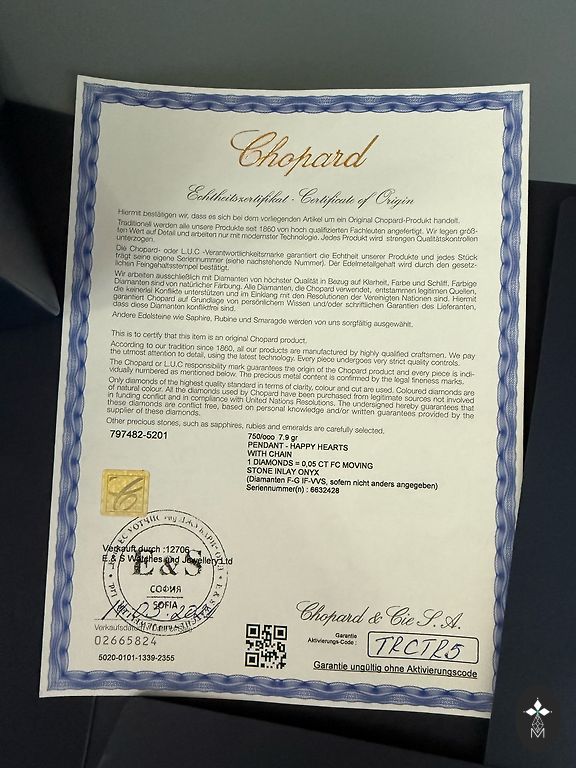 Chopard
Echtheitszertifikat - Certificate of Origin
Hiermit bestätigen wir, dass es sich bei dem vorliegenden Artikel um ein Original Chopard-Produkt handelt.
Traditionell werden alle unsere Produkte seit 1860 von hoch qualifizierten Fachleuten angefertigt. Wir legen größ-
ten Wert auf Detail und arbeiten nur mit modernster Technologie. Jedes Produkt wird strengen Qualitätskontrollen
unterzogen.
Die Chopard- oder L.U.C -Verantwortlichkeitsmarke garantiert die Echtheit unserer Produkte und jedes Stück
trägt seine eigene Seriennummer (siehe nachstehende Nummer). Der Edelmetallgehalt wird durch den gesetz-
lichen Feingehaltsstempel bestätigt.
Wir arbeiten ausschließlich mit Diamanten von höchster Qualität in Bezug auf Klarheit, Farbe und Schliff. Farbige
Diamanten sind von natürlicher Färbung. Alle Diamanten, die Chopard verwendet, entstammen legitimen Quellen,
die keinerlei Konflikte unterstützen und im Einklang mit den Resolutionen der Vereinigten Nationen sind. Hiermit
garantiert Chopard auf Grundlage von persönlichem Wissen und/oder schriftlichen Garantien des Lieferanten,
dass diese Diamanten konfliktfrei sind.
Andere Edelsteine wie Saphire, Rubine und Smaragde werden von uns sorgfältig ausgewählt.
This is to certify that this item is an original Chopard product.
According to our tradition since 1860, all our products are manufactured by highly qualified craftsmen. We pay
the utmost attention to detail, using the latest technology. Every piece undergoes very strict quality controls.
The Chopard or L.U.C responsibility mark guarantees the origin of the Chopard product and every piece is indi-
vidually numbered as mentioned below. The precious metal content is confirmed by the legal fineness marks.
Only diamonds of the highest quality standard in terms of clarity, colour and cut are used. Coloured diamonds are
of natural colour. All the diamonds used by Chopard have been purchased from legitimate sources not involved
in funding conflict and in compliance with United Nations Resolutions. The undersigned hereby guarantees that
these diamonds are conflict free, based on personal knowledge and/or written guarantees provided by the
supplier of these diamonds.
Other precious stones, such as sapphires, rubies and emeralds are carefully selected.
797482-5201
750/000 7.9 gr
PENDANT - HAPPY HEARTS
WITH CHAIN
1 DIAMONDS = 0,05 CT FC MOVING
STONE INLAY ONYX
(Diamanten F-G IF-VVS, sofern nicht anders angegeben)
Seriennummer(n) : 6632428
Verkauft durch :12706
E & S Watches and Jewellery Ltd
E&S
СОФИЯ
SOFIA
02665824
5020-0101-1339-2355
Chopard & Cie S.A.
Garantie
Aktivierungs-Code :
TRCTR5
Garantie ungültig ohne Aktivierungscode